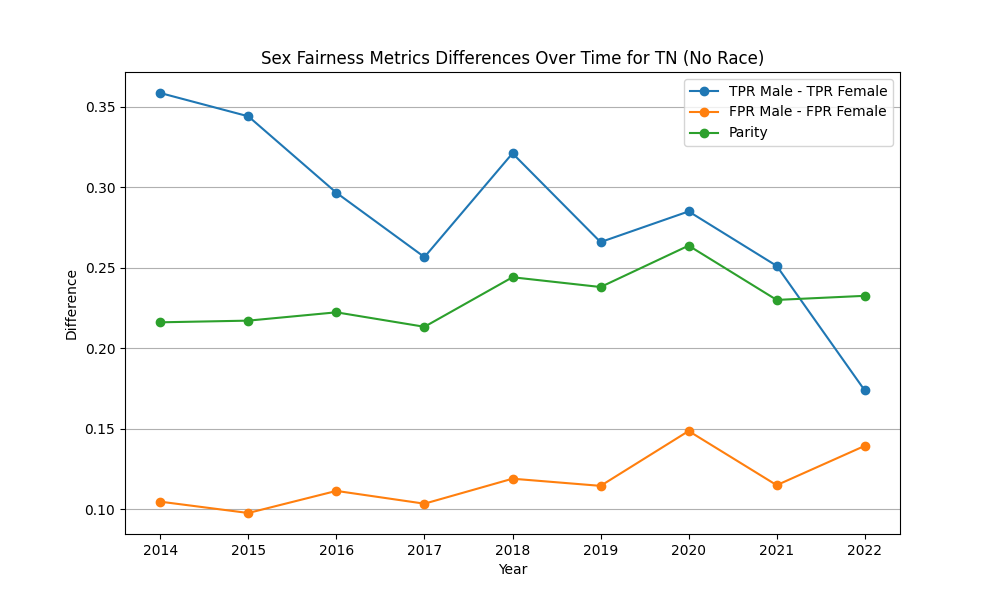 Sex Fairness Metrics Differences Over Time for TN (No Race)
TPR Male - TPR Female
FPR Male - FPR Female
Parity
0.35
0.30
0.25
0.20
0.15
0.10
Difference
2014 2015 2016 2017 2018 2019 2020 2021 2022
Year